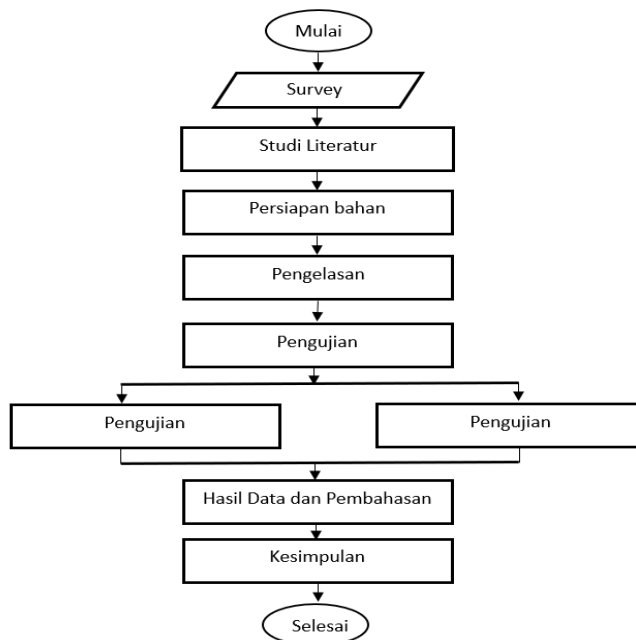 Mulai
Survey
Studi Literatur
Persiapan bahan
Pengelasan
Pengujian
Pengujian
Pengujian
Hasil Data dan Pembahasan
Kesimpulan
Selesai